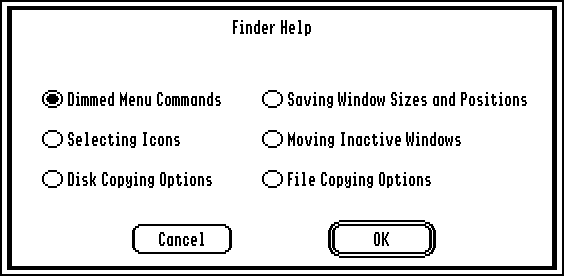 Finder Help
Dimmed Menu Commands
Saving Window Sizes and Positions
Selecting Icons
Moving Inactive Windows
Disk Copying Options
File Copying Options
Cancel
OK